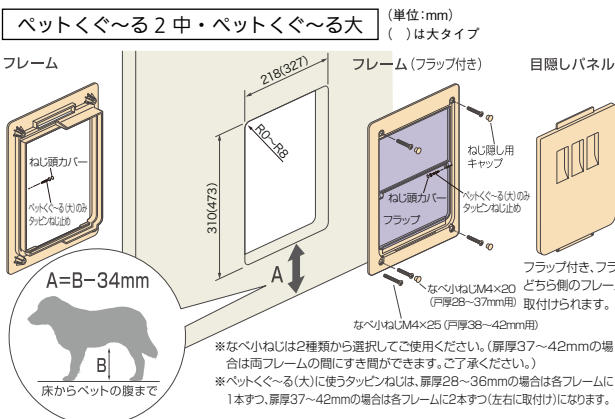 ペットくぐ～る2中・ペットくぐ～る大
(単位:mm)
(　)は大タイプ
フレーム
ねじ頭カバー
ペットくぐ～る(大)のみ
タッピンねじ止め
218(327)
R0～R8
310(473)
A
フレーム(フラップ付き)
ねじ隠し用
キャップ
ねじ頭カバー
ペットくぐ～る(大)のみ
タッピンねじ止め
フラップ
なべ小ねじM4×20
(戸厚28～37mm用)
なべ小ねじM4×25(戸厚38～42mm用)
目隠しパネル
フラップ付き、フラ
どちら側のフレー
取付けられます。
A=B−34mm
B
床からペットの腹まで
※なべ小ねじは2種類から選択してご使用ください。(扉厚37～42mmの場
合は両フレームの間にすき間ができます。ご了承ください。)
※ペットくぐ～る(大)に使うタッピンねじは、扉厚28～36mmの場合は各フレームに
1本ずつ、扉厚37～42mmの場合は各フレームに2本ずつ(左右に取付け)になります。